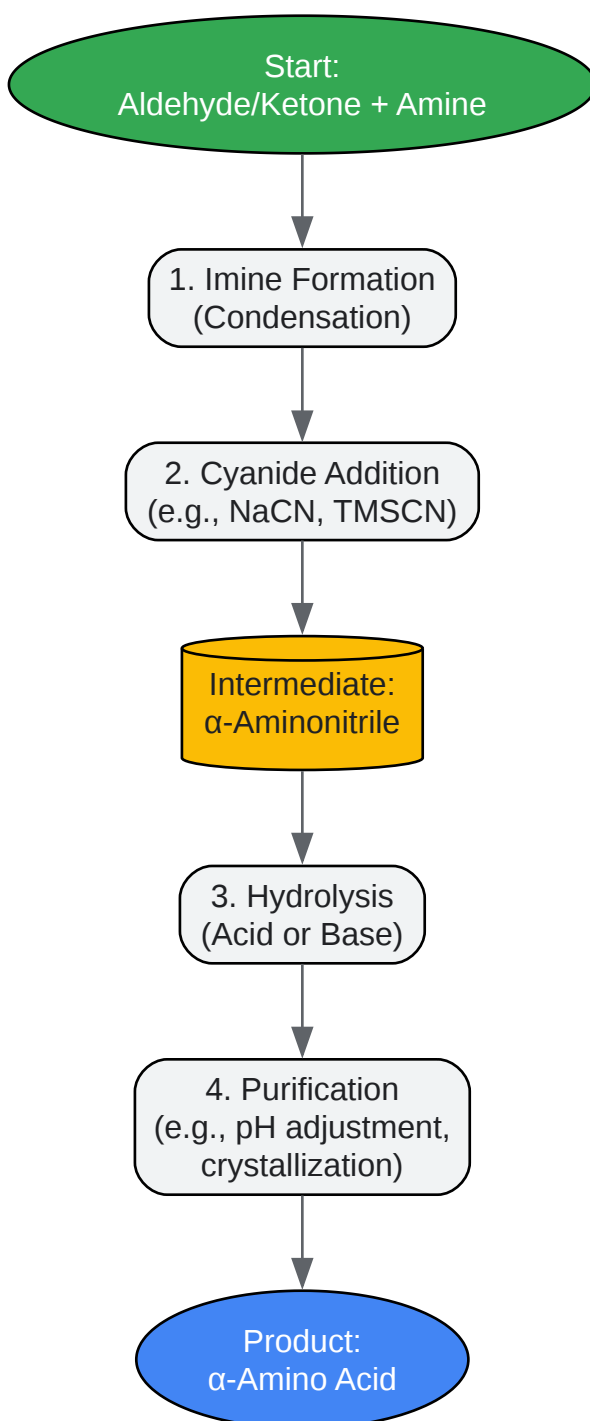 Start:
Aldehyde/Ketone + Amine
1. Imine Formation
(Condensation)
2. Cyanide Addition
(e.g., NaCN, TMSCN)
Intermediate:
α-Aminonitrile
3. Hydrolysis
(Acid or Base)
4. Purification
(e.g., pH adjustment,
crystallization)
Product:
α-Amino Acid